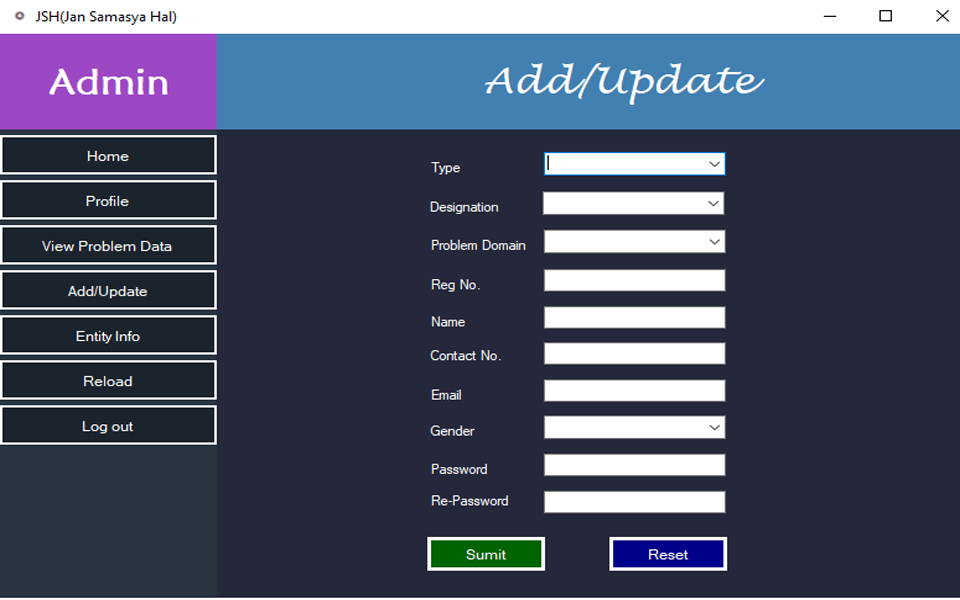 JSH(Jan Samasya Hal)
Admin
Add/Update
Home
Profile
View Problem Data
Add/Update
Entity Info
Reload
Log out
Type
Designation
Problem Domain
Reg No.
Name
Contact No.
Email
Gender
Password
Re-Password
Sumit
Reset